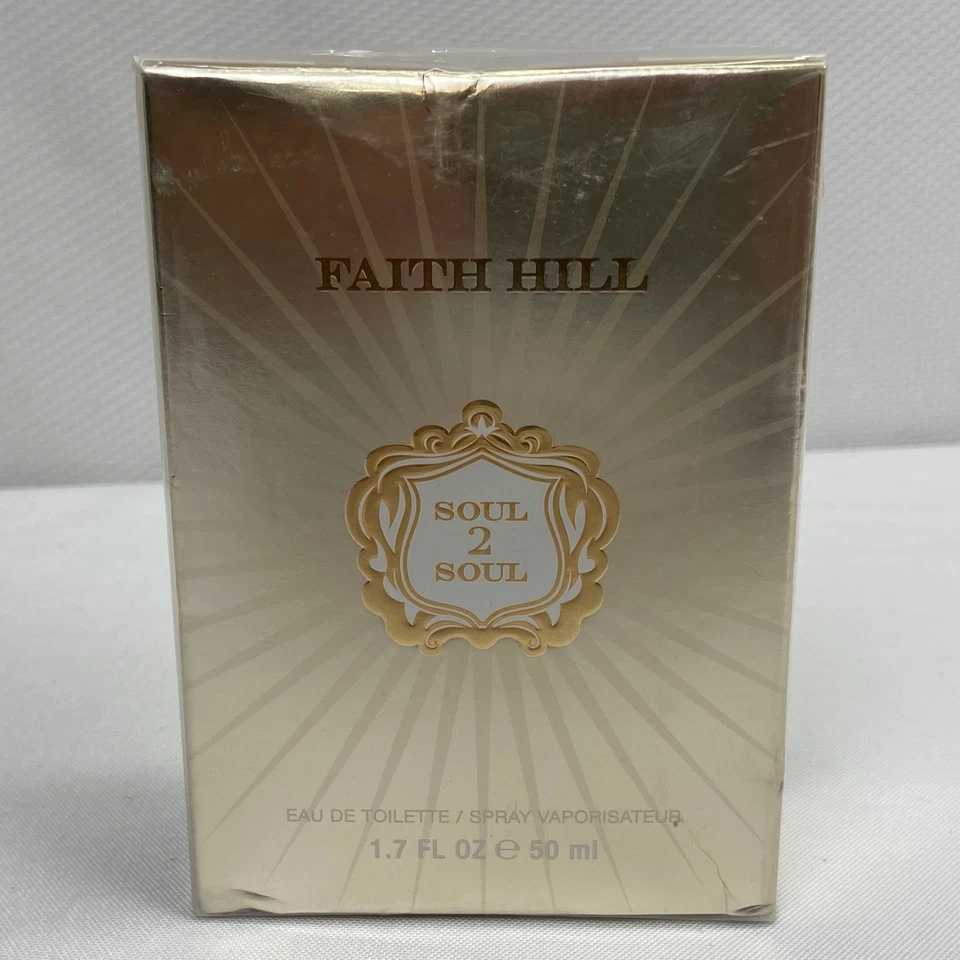 FAITH HILL
SOUL
2
SOUL
EAU DE TOILETTE / SPRAY VAPORISATEUR
1.7 FL OZ ℮ 50 ml